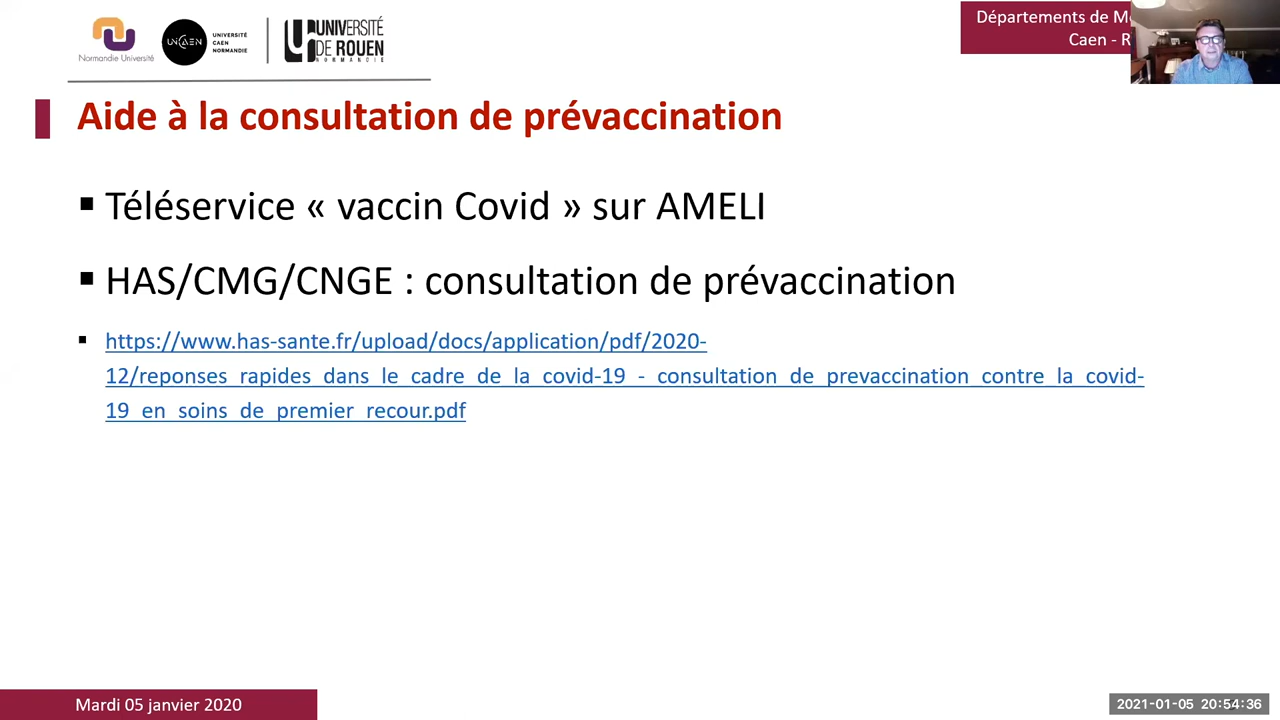 Normandie Université
UNICAEN
UNIVERSITÉ
CAEN
NORMANDIE
UNIVERSITÉ
DE ROUEN
NORMANDIE
Départements de
Caen -
Aide à la consultation de prévaccination
▪ Téléservice « vaccin Covid » sur AMELI
▪ HAS/CMG/CNGE : consultation de prévaccination
▪ https://www.has-sante.fr/upload/docs/application/pdf/2020-
12/reponses_rapides_dans_le_cadre_de_la_covid-19_-_consultation_de_prevaccination_contre_la_covid-
19_en_soins_de_premier_recour.pdf
Mardi 05 janvier 2020
2021-01-05 20:54:36